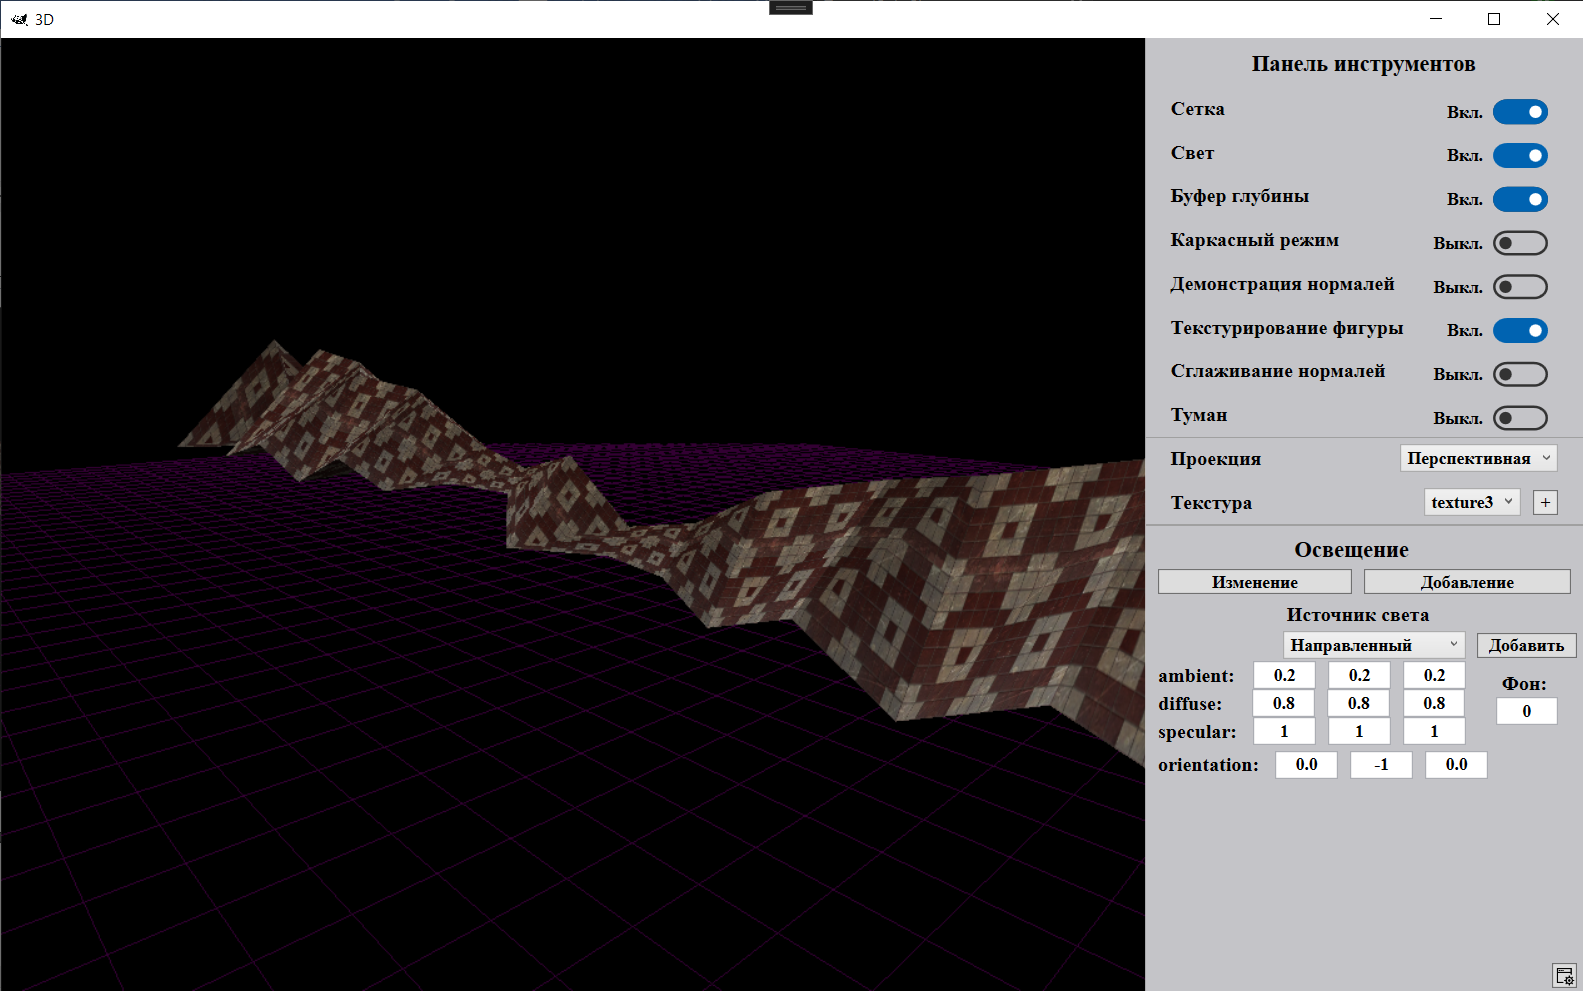 3D
Панель инструментов
Сетка Вкл.
Свет Вкл.
Буфер глубины Вкл.
Каркасный режим Выкл.
Демонстрация нормалей Выкл.
Текстурирование фигуры Вкл.
Сглаживание нормалей Выкл.
Туман Выкл.
Проекция Перспективная
Текстура texture3 +
Освещение
Изменение Добавление
Источник света
Направленный Добавить
ambient: 0.2 0.2 0.2 Фон:
diffuse: 0.8 0.8 0.8 0
specular: 1 1 1
orientation: 0.0 -1 0.0